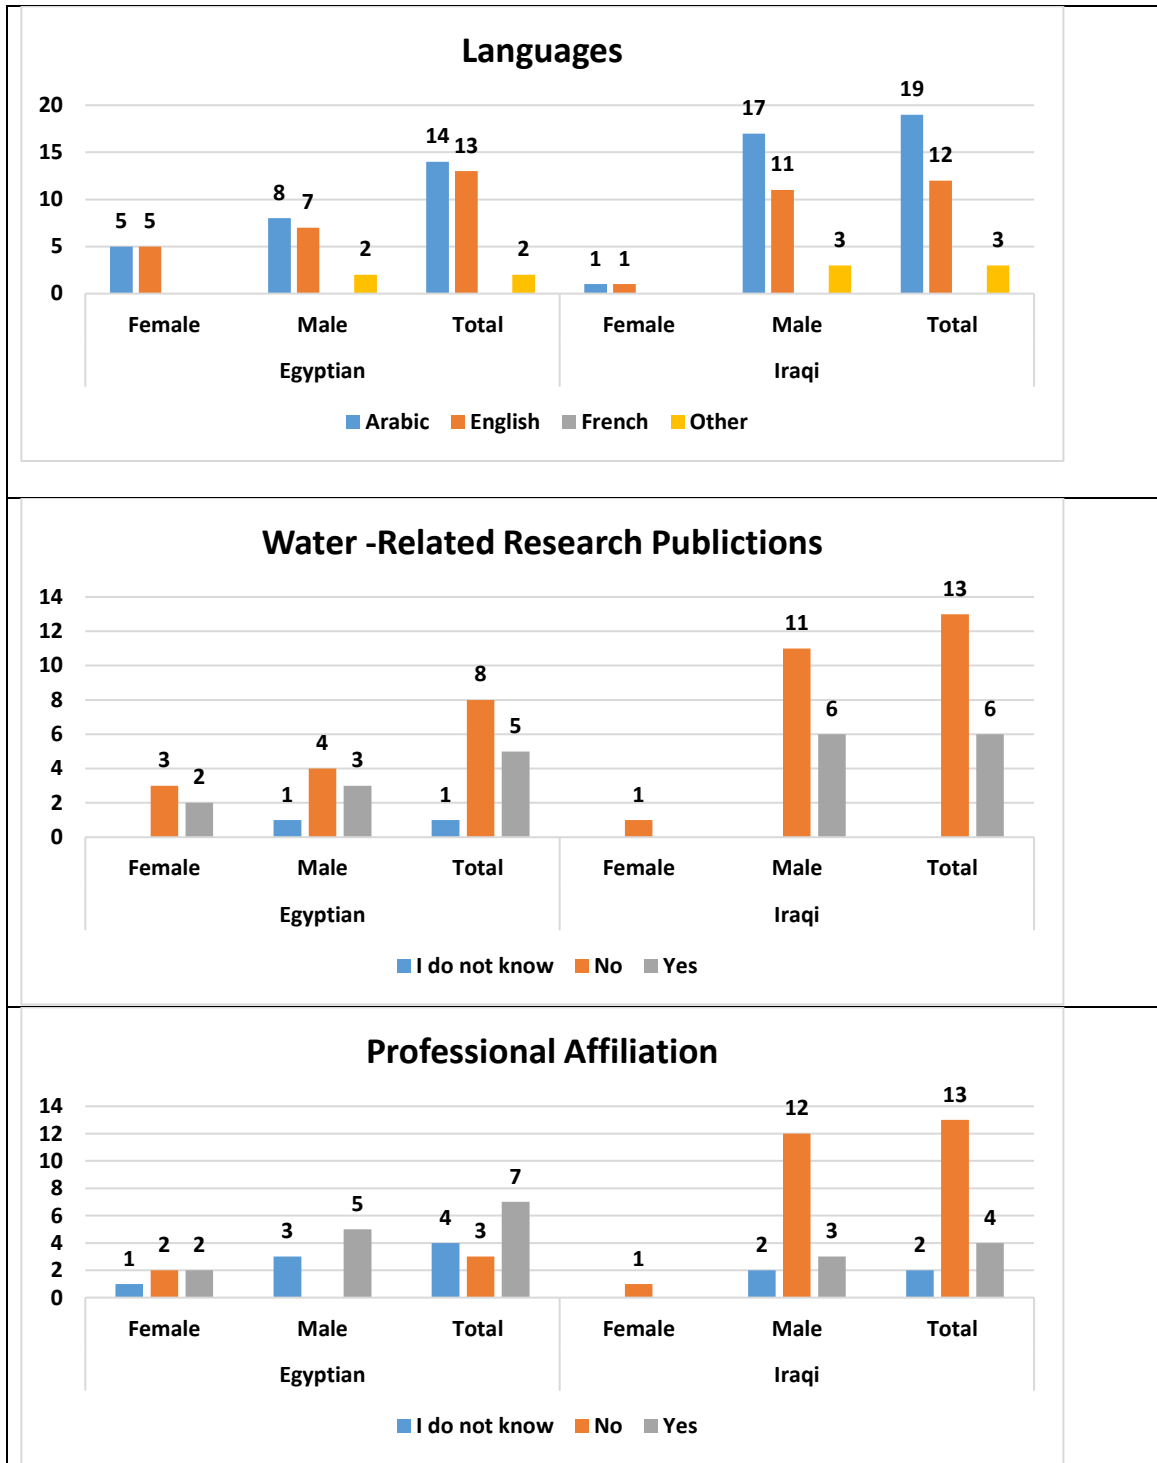 Languages
20
15
10
5
0
5 5
8 7 2
14 13 2
1 1
17 11 3
19 12 3
Female Male Total Female Male Total
Egyptian Iraqi
Arabic English French Other
Water -Related Research Publictions
14
12
10
8
6
4
2
0
3 2
1 4 3
1 8 5
1
11 6
13 6
Female Male Total Female Male Total
Egyptian Iraqi
I do not know No Yes
Professional Affiliation
14
12
10
8
6
4
2
0
1 2 2
3 5
4 3 7
1
2 12 3
2 13 4
Female Male Total Female Male Total
Egyptian Iraqi
I do not know No Yes